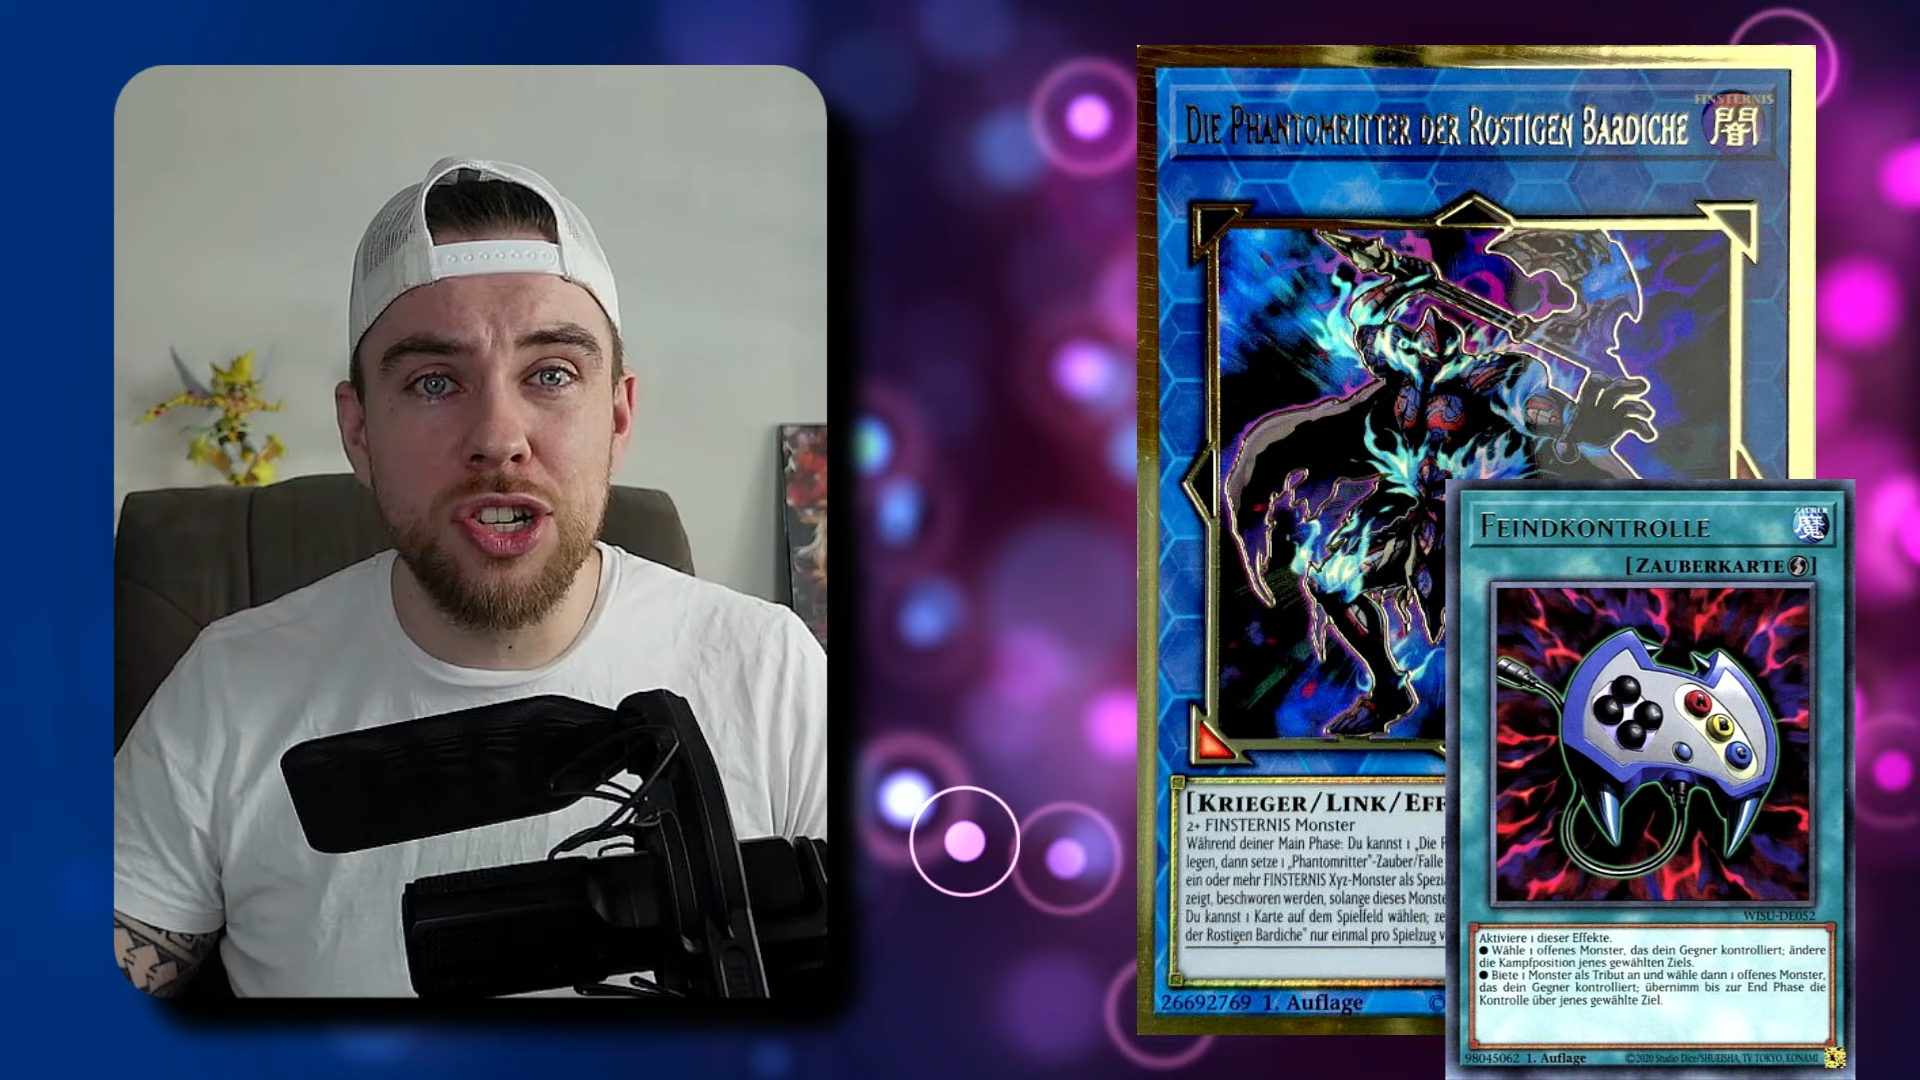 FINSTERNIS
DIE PHANTOMRITTER DER ROSTIGEN BARDICHE
闇
[KRIEGER/LINK/EFF
2+ FINSTERNIS Monster
Während deiner Main Phase: Du kannst 1 „Die
legen, dann setze 1 „Phantomritter"-Zauber/Falle
ein oder mehr FINSTERNIS Xyz-Monster als Spezi
zeigt, beschworen werden, solange dieses Monste
Du kannst 1 Karte auf dem Spielfeld wählen; ze
der Rostigen Bardiche" nur einmal pro Spielzug v
26692769 1. Auflage ©
FEINDKONTROLLE
ZAUBER
魔
[ZAUBERKARTE]
A
B
C
WISU-DE052
Aktiviere 1 dieser Effekte.
● Wähle 1 offenes Monster, das dein Gegner kontrolliert; ändere
die Kampfposition jenes gewählten Ziels.
● Biete 1 Monster als Tribut an und wähle dann 1 offenes Monster,
das dein Gegner kontrolliert; übernimm bis zur End Phase die
Kontrolle über jenes gewählte Ziel.
98045062 1. Auflage ©2020 Studio Dice/SHUEISHA, TV TOKYO, KONAMI